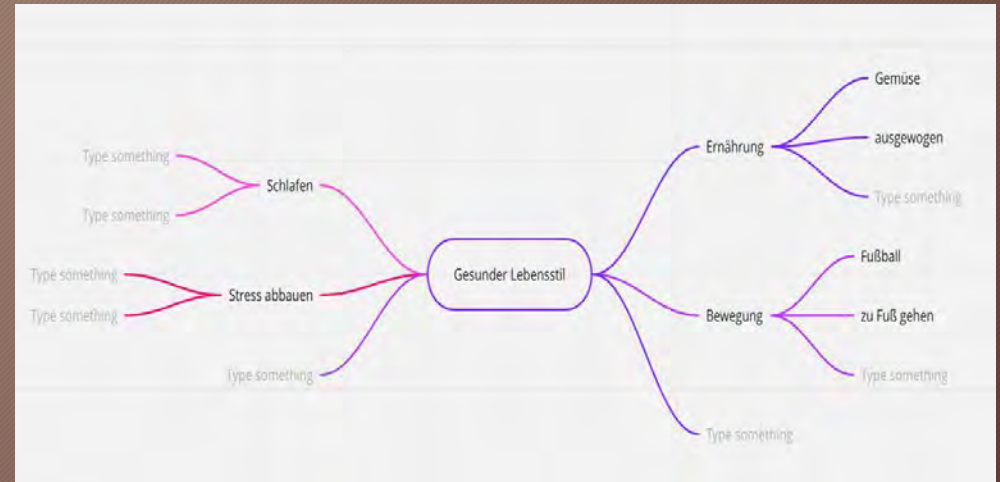 Gemüse
Ernährung
ausgewogen
Type something
Type something
Schlafen
Type something
Fußball
Type something
Gesunder Lebensstil
Stress abbauen
Type something
Bewegung
zu Fuß gehen
Type something
Type something
Type something